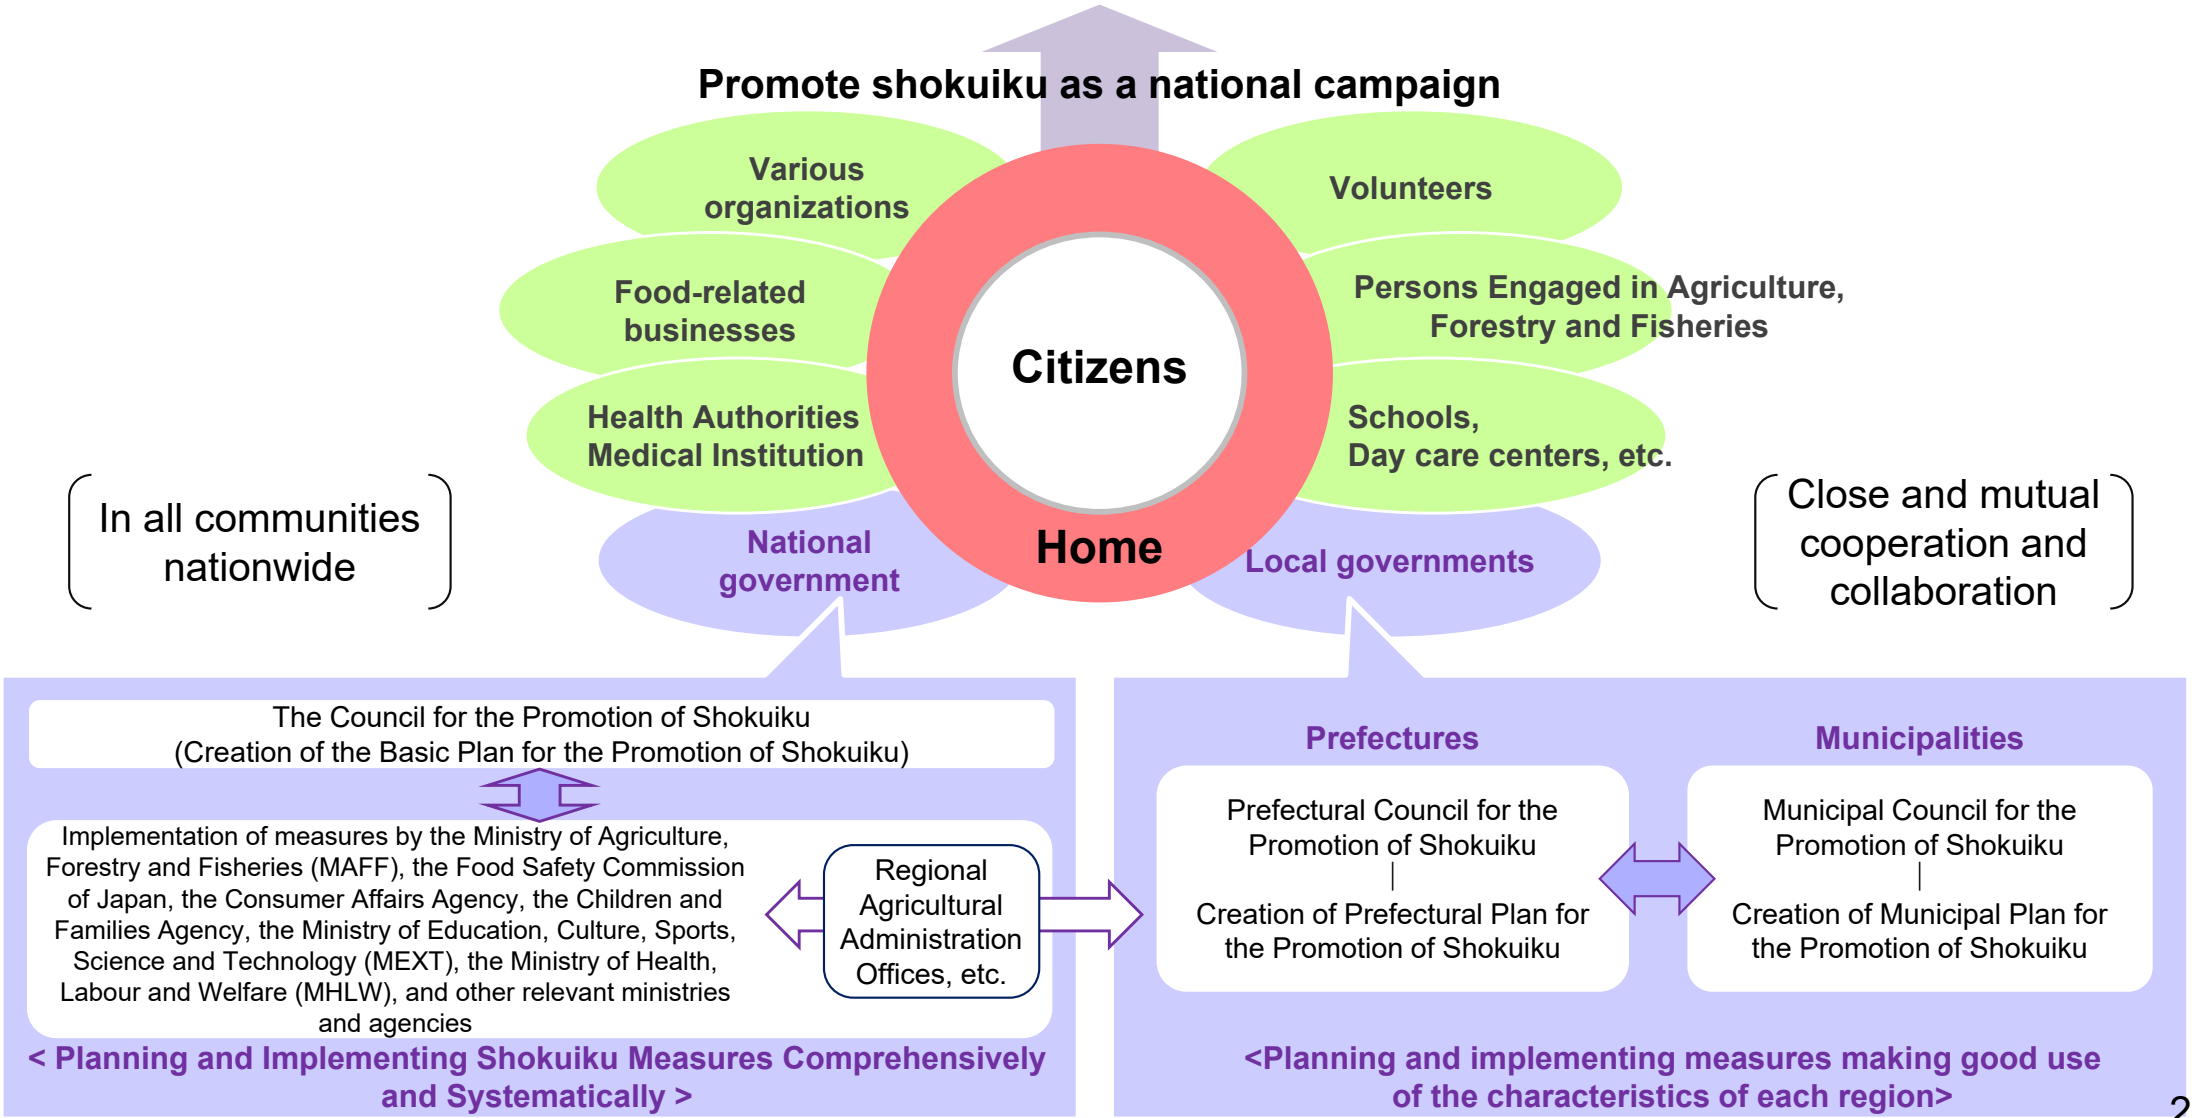 Promote shokuiku as a national campaign
Various
organizations
Volunteers
Food-related
businesses
Persons Engaged in Agriculture,
Forestry and Fisheries
Citizens
Health Authorities
Medical Institution
Schools,
Day care centers, etc.
In all communities
nationwide
National
government
Home
Local governments
Close and mutual
cooperation and
collaboration
The Council for the Promotion of Shokuiku
(Creation of the Basic Plan for the Promotion of Shokuiku)
Implementation of measures by the Ministry of Agriculture,
Forestry and Fisheries (MAFF), the Food Safety Commission
of Japan, the Consumer Affairs Agency, the Children and
Families Agency, the Ministry of Education, Culture, Sports,
Science and Technology (MEXT), the Ministry of Health,
Labour and Welfare (MHLW), and other relevant ministries
and agencies
Regional
Agricultural
Administration
Offices, etc.
< Planning and Implementing Shokuiku Measures Comprehensively
and Systematically >
Prefectures
Prefectural Council for the
Promotion of Shokuiku
Creation of Prefectural Plan for
the Promotion of Shokuiku
Municipalities
Municipal Council for the
Promotion of Shokuiku
Creation of Municipal Plan for
the Promotion of Shokuiku
<Planning and implementing measures making good use
of the characteristics of each region>
2